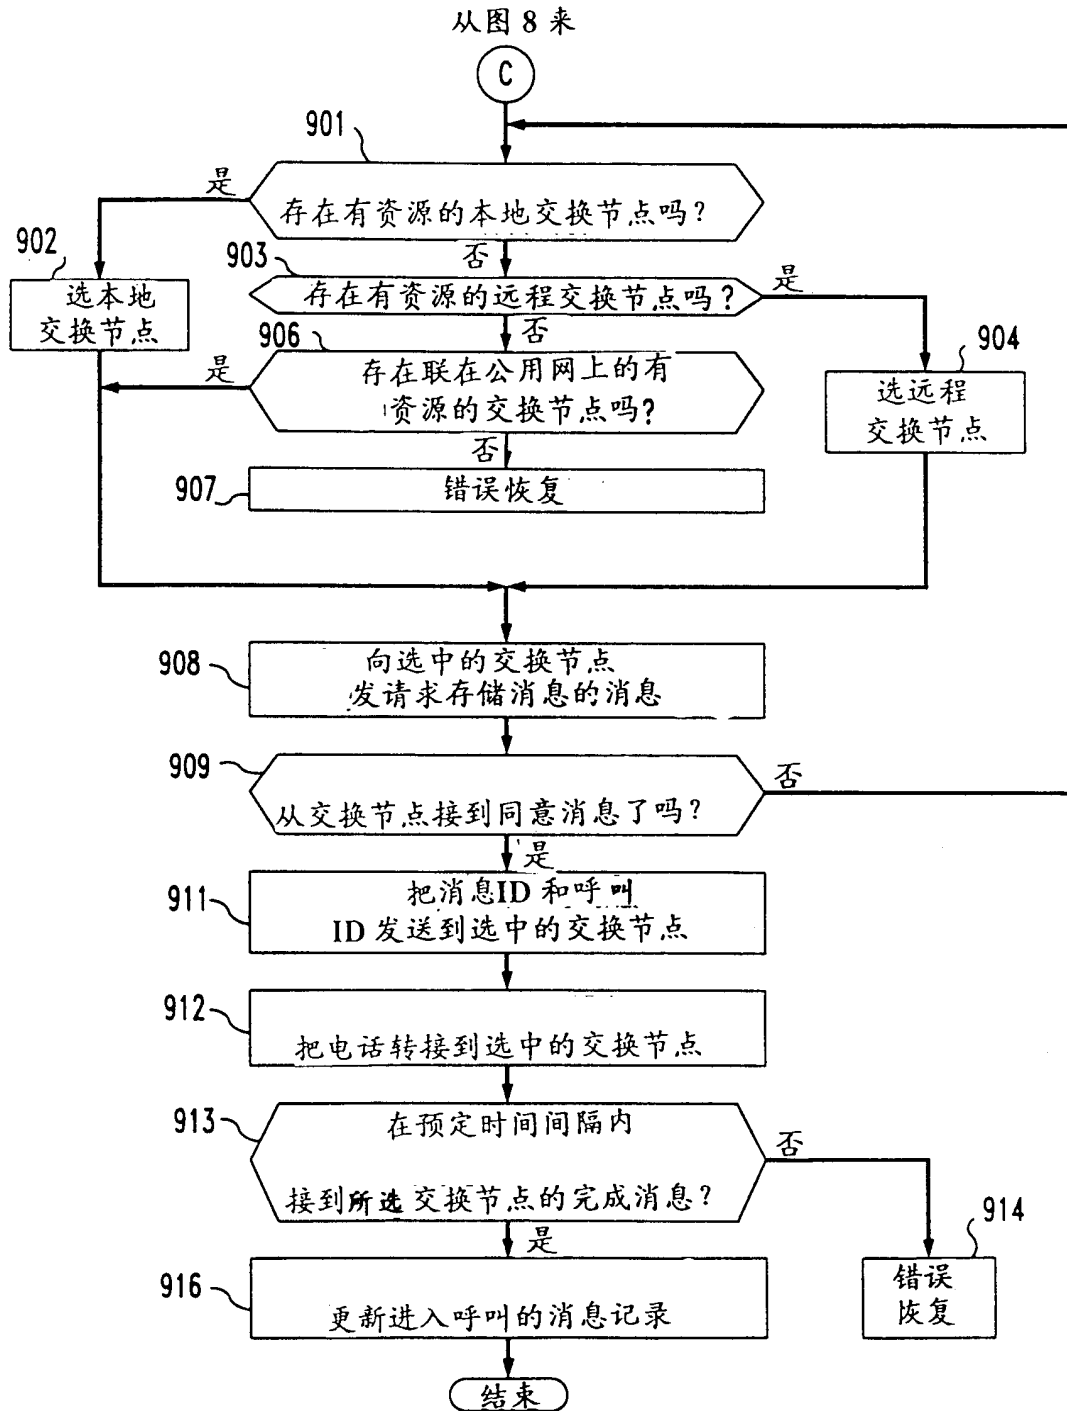 从图 8 来
C
901
是
存在有资源的本地交换节点吗?
902
选本地
交换节点
否
903
存在有资源的远程交换节点吗?
是
904
选远程
交换节点
否
906
是
存在联在公用网上的有
资源的交换节点吗?
否
907
错误恢复
908
向选中的交换节点
发请求存储消息的消息
909
否
从交换节点接到同意消息了吗?
是
911
把消息ID 和呼叫
ID 发送到选中的交换节点
912
把电话转接到选中的交换节点
913
在预定时间间隔内
否
接到所选交换节点的完成消息?
914
错误
恢复
是
916
更新进入呼叫的消息记录
结束